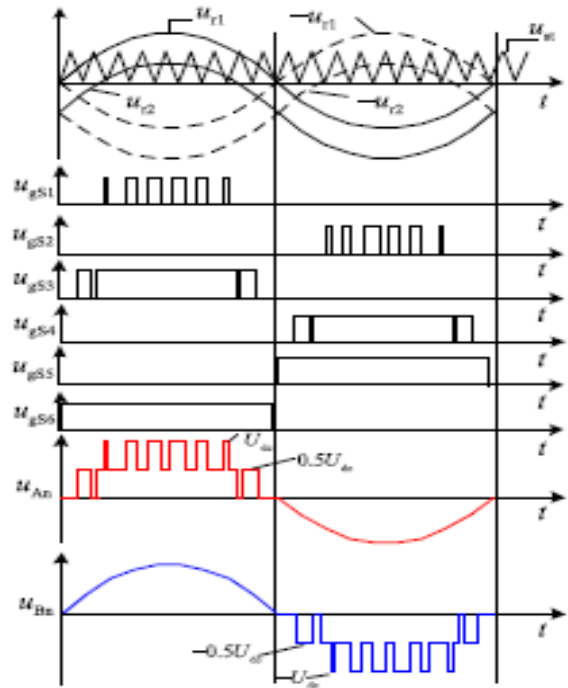 u_r1
-u_r1
u_st
u_r2
-u_r2
t
u_gS1
t
u_gS2
t
u_gS3
t
u_gS4
t
u_gS5
t
u_gS6
t
U_dc
0.5U_dc
u_An
t
u_Bn
-0.5U_dc
t
-U_dc